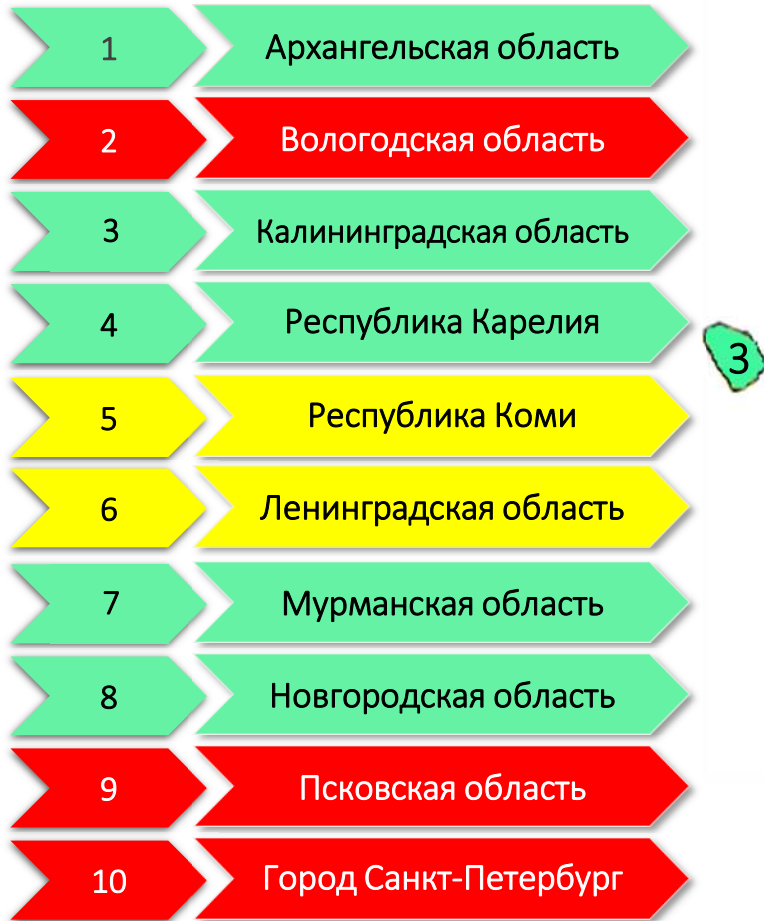 1 Архангельская область
2 Вологодская область
3 Калининградская область
4 Республика Карелия
3
5 Республика Коми
6 Ленинградская область
7 Мурманская область
8 Новгородская область
9 Псковская область
10 Город Санкт-Петербург